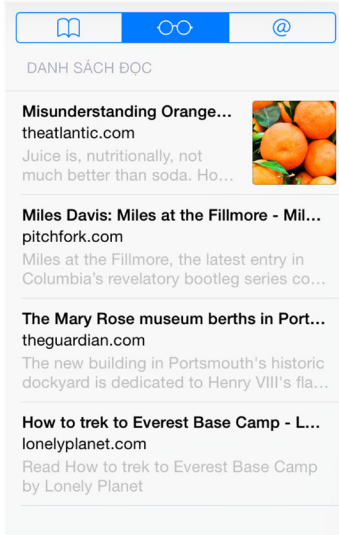 @
DANH SÁCH ĐỌC
Misunderstanding Orange...
theatlantic.com
Juice is, nutritionally, not
much better than soda. Ho...
Miles Davis: Miles at the Fillmore - Mil...
pitchfork.com
Miles at the Fillmore, the latest entry in
Columbia's revelatory bootleg series co...
The Mary Rose museum berths in Port...
theguardian.com
The new building in Portsmouth's historic
dockyard is dedicated to Henry VIII's fla...
How to trek to Everest Base Camp - L...
lonelyplanet.com
Read How to trek to Everest Base Camp
by Lonely Planet